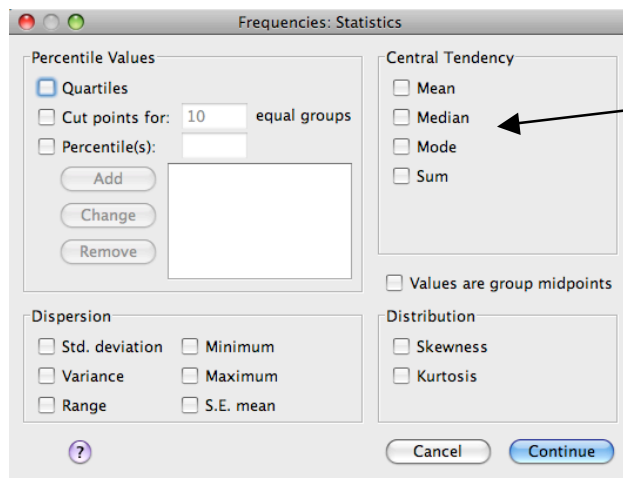 Frequencies: Statistics
Percentile Values
Quartiles
Cut points for: 10 equal groups
Percentile(s):
Add
Change
Remove
Central Tendency
Mean
Median
Mode
Sum
Values are group midpoints
Dispersion
Std. deviation Minimum
Variance Maximum
Range S.E. mean
Distribution
Skewness
Kurtosis
?
Cancel Continue